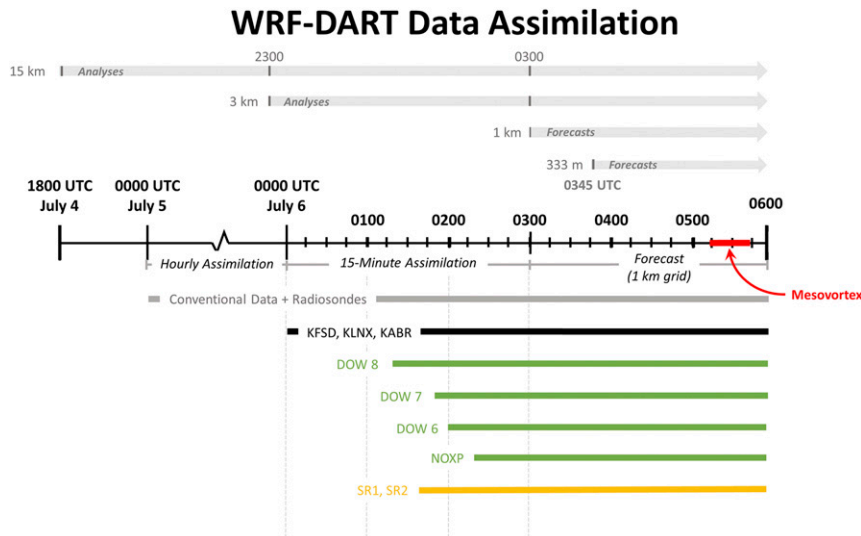 WRF-DART Data Assimilation
2300
0300
15 km
Analyses
3 km
Analyses
1 km
Forecasts
333 m
Forecasts
1800 UTC
July 4
0000 UTC
July 5
0000 UTC
July 6
0345 UTC
0100
0200
0300
0400
0500
0600
Hourly Assimilation
15-Minute Assimilation
Forecast
(1 km grid)
Mesovortex
Conventional Data + Radiosondes
KFSD, KLNX, KABR
DOW 8
DOW 7
DOW 6
NOXP
SR1, SR2